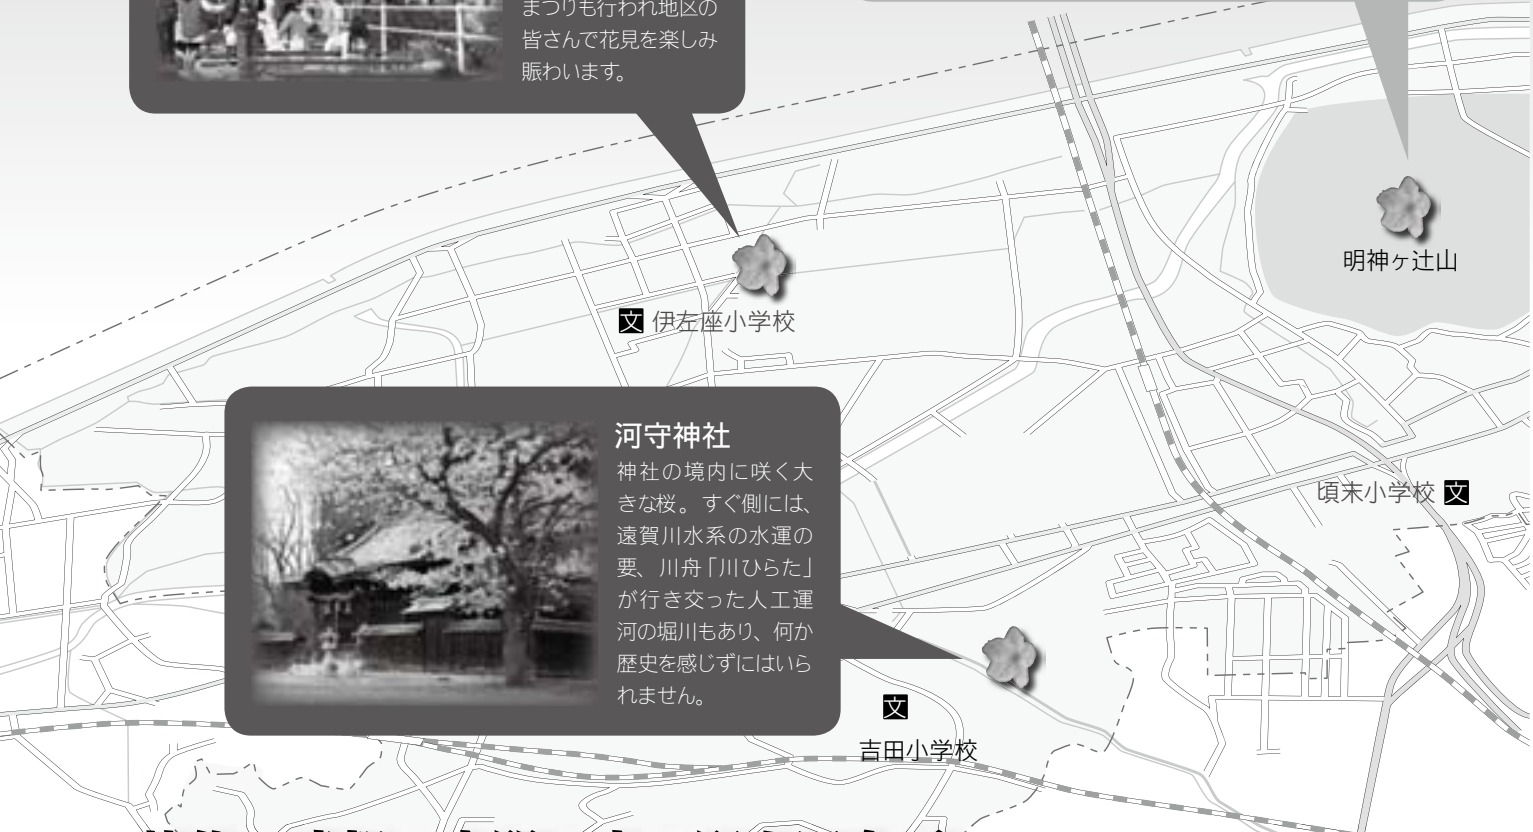 まつりも行われ地区の
皆さんで花見を楽しみ
賑わいます。
明神ヶ辻山
文 伊左座小学校
河守神社
神社の境内に咲く大
きな桜。すぐ側には、
遠賀川水系の水運の
要、川舟「川ひらた」
が行き交った人工運
河の堀川もあり、何か
歴史を感じずにはいら
れません。
頃末小学校 文
文
吉田小学校